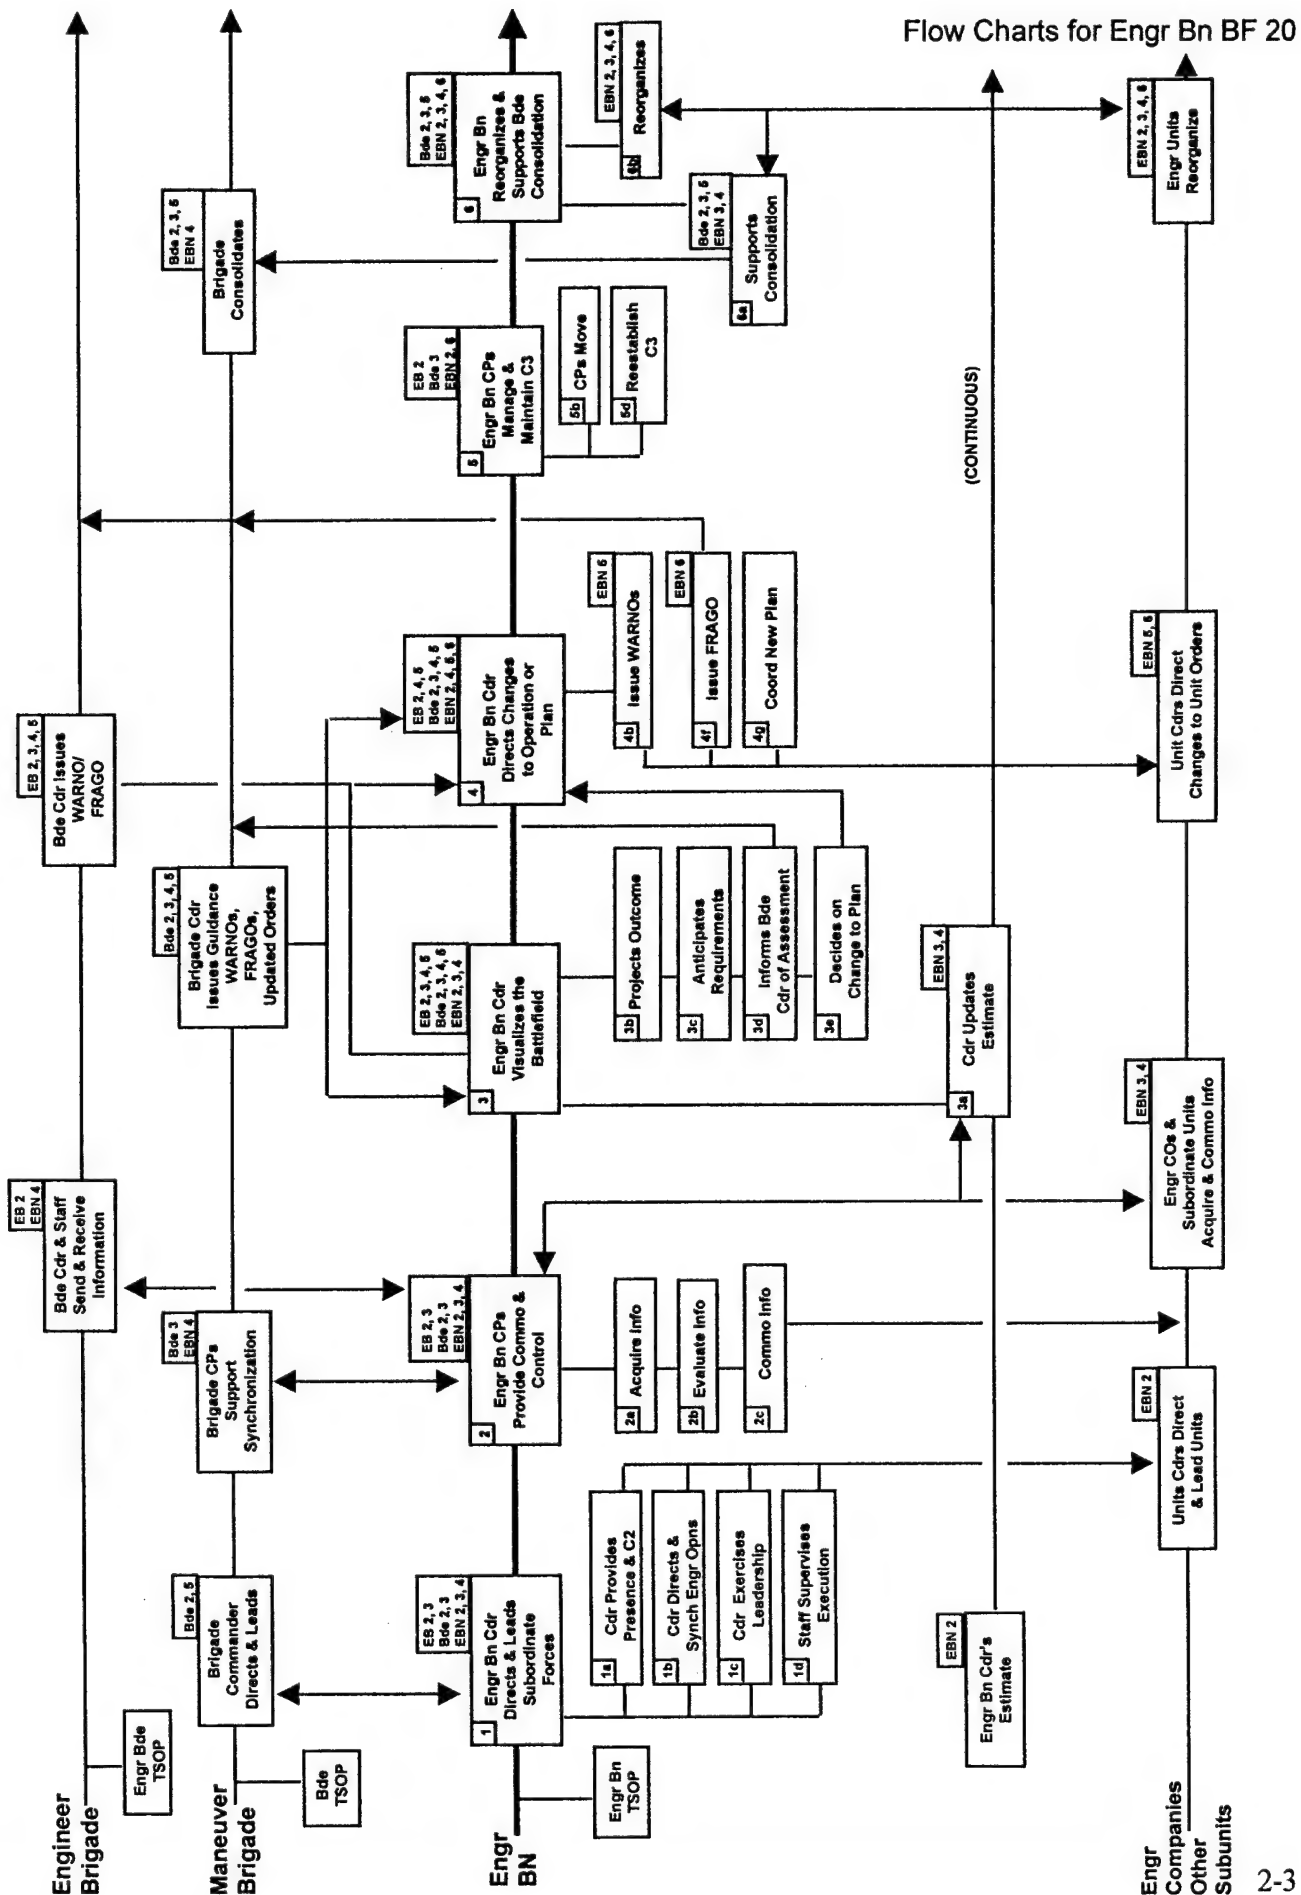 Flow Charts for Engr Bn BF 20
Engineer
Brigade
Engr Bde
TSOP
EB 2
EBN 4
Bde Cdr & Staff
Send & Receive
Information
EB 2, 3, 4, 5
Bde Cdr Issues
WARNO/
FRAGO
Maneuver
Brigade
Bde
TSOP
Bde 2, 5
Brigade
Commander
Directs & Leads
Bde 3
EBN 4
Brigade CPs
Support
Synchronization
Bde 2, 3, 4, 5
Brigade Cdr
Issues Guidance
WARNOs,
FRAGOs,
Updated Orders
Bde 2, 3, 5
EBN 4
Brigade
Consolidates
Engr
BN
Engr Bn
TSOP
EB 2, 3
Bde 2, 3
EBN 2, 3, 4
1
Engr Bn Cdr
Directs & Leads
Subordinate
Forces
1a
Cdr Provides
Presence & C2
1b
Cdr Directs &
Synch Engr Opns
1c
Cdr Exercises
Leadership
1d
Staff Supervises
Execution
EB 2, 3
Bde 2, 3
EBN 2, 3, 4
2
Engr Bn CPs
Provide Commo &
Control
2a
Acquire Info
2b
Evaluate Info
2c
Commo Info
EB 2, 3, 4, 5
Bde 2, 3, 4, 5
EBN 2, 3, 4
3
Engr Bn Cdr
Visualizes the
Battlefield
3b
Projects Outcome
3c
Anticipates
Requirements
3d
Informs Bde
Cdr of Assessment
3e
Decides on
Change to Plan
EB 2, 4, 5
Bde 2, 3, 4, 5
EBN 2, 4, 5, 6
4
Engr Bn Cdr
Directs Changes
to Operation or
Plan
EBN 5
4b
Issue WARNOs
EBN 6
4f
Issue FRAGO
4g
Coord New Plan
EB 2
Bde 3
EBN 2, 6
5
Engr Bn CPs
Manage &
Maintain C3
5b
CPs Move
5d
Reestablish
C3
Bde 2, 3, 5
EBN 2, 3, 4, 6
6
Engr Bn
Reorganizes &
Supports Bde
Consolidation
Bde 2, 3, 5
EBN 3, 4
6a
Supports
Consolidation
EBN 2, 3, 4, 6
6b
Reorganizes
EBN 2
Engr Bn Cdr's
Estimate
EBN 3, 4
3a
Cdr Updates
Estimate
(CONTINUOUS)
Engr
Companies
Other
Subunits
EBN 2
Units Cdrs Direct
& Lead Units
EBN 3, 4
Engr COs &
Subordinate Units
Acquire & Commo Info
EBN 5, 6
Unit Cdrs Direct
Changes to Unit Orders
EBN 2, 3, 4, 6
Engr Units
Reorganize
2-3